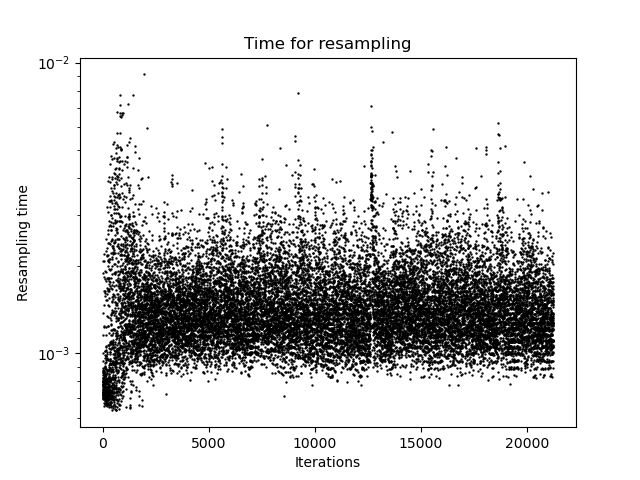 Time for resampling
10⁻²
Resampling time
10⁻³
0 5000 10000 15000 20000
Iterations